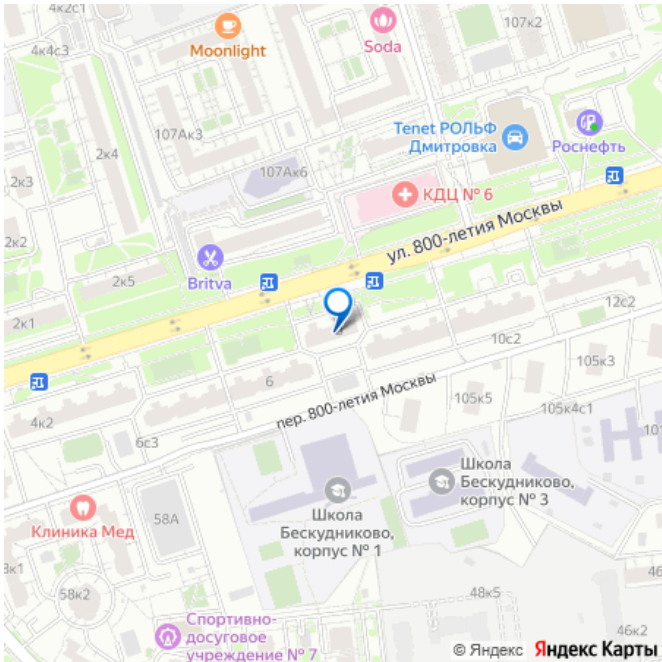 4к2с1
107к2
Moonlight
Soda
4к4с3
107Ак3
Tenet РОЛЬФ
Дмитровка
Роснефть
2к4
107Ак6
2к3
КДЦ № 6
ул. 800-летия Москвы
2к2
Britva
2к5
2к1
12с2
10с2
105к3
6
пер. 800-летия Москвы
105к5
105к4с1
4к2
6с3
Школа
Бескудниково,
корпус № 3
Школа
Бескудниково,
корпус № 1
58А
Клиника Мед
58к2
48к5
46к2
Спортивно-
досуговое
учреждение № 7
© Яндекс Яндекс Карты